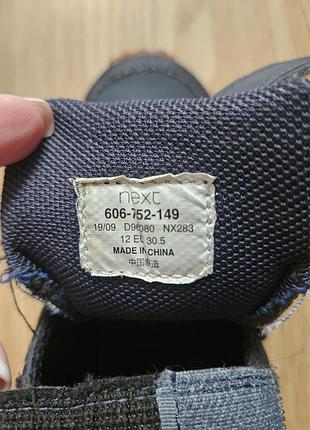 next
606-752-149
19/09 D96080 NX283
12 EU 30.5
MADE IN CHINA
中国制造